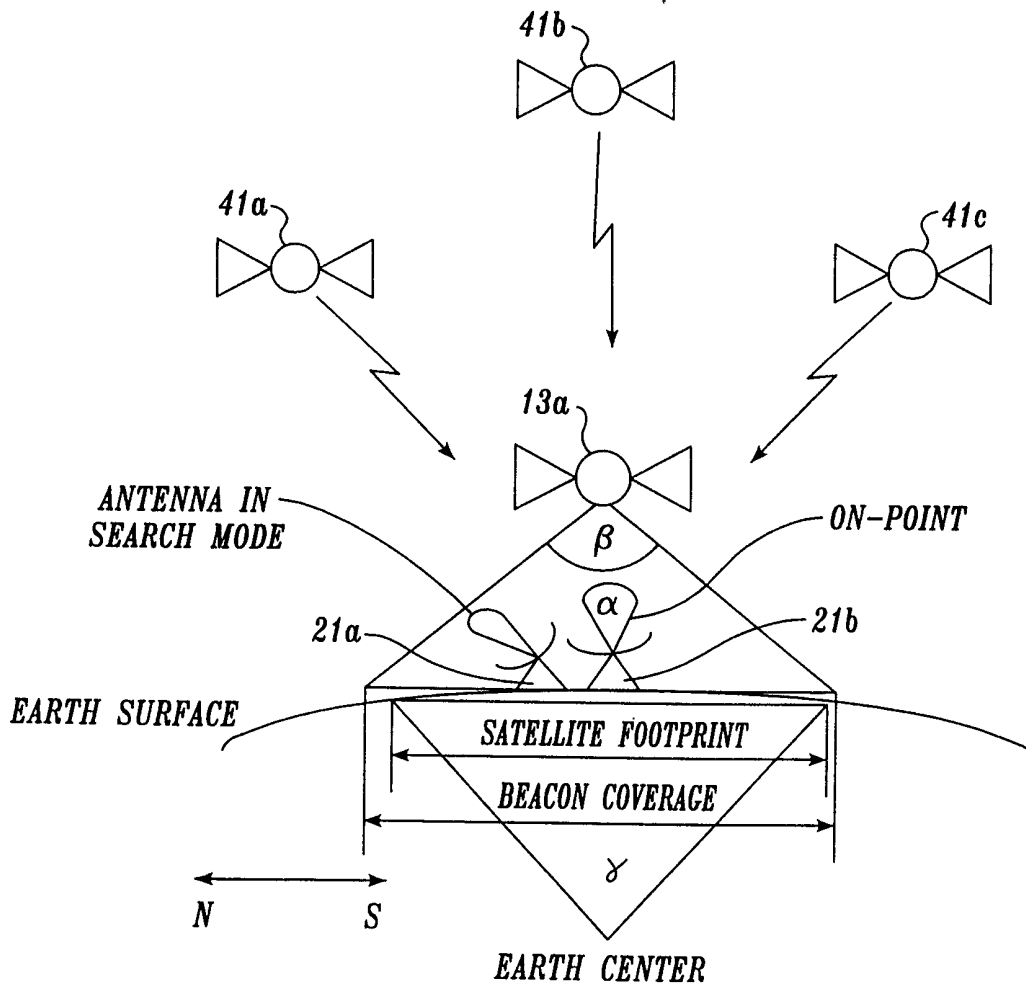 41b
41a
41c
13a
ANTENNA IN
SEARCH MODE
ON-POINT
β
α
21a
21b
EARTH SURFACE
SATELLITE FOOTPRINT
BEACON COVERAGE
γ
N
S
EARTH CENTER